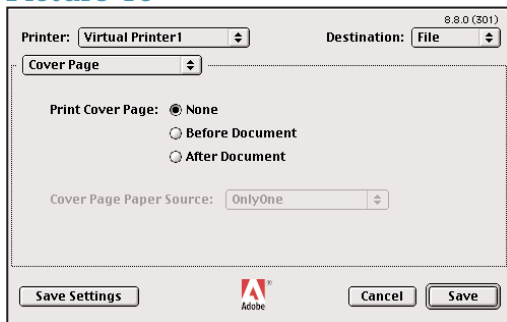 8.8.0 (301)
Printer: Virtual Printer1 Destination: File
Cover Page
Print Cover Page: None
Before Document
After Document
Cover Page Paper Source: OnlyOne
Save Settings Adobe® Cancel Save